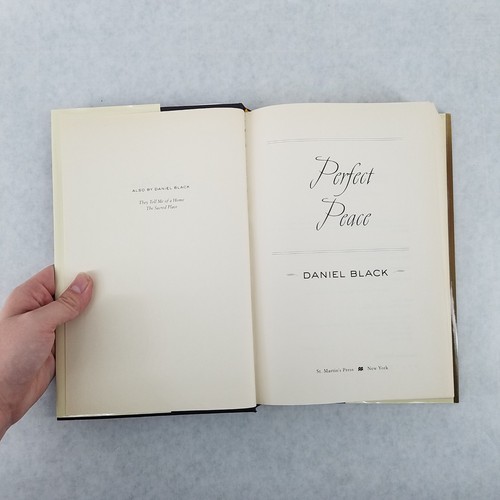 ALSO BY DANIEL BLACK
They Tell Me of a Home
The Sacred Place
Perfect
Peace
DANIEL BLACK
St. Martin's Press New York